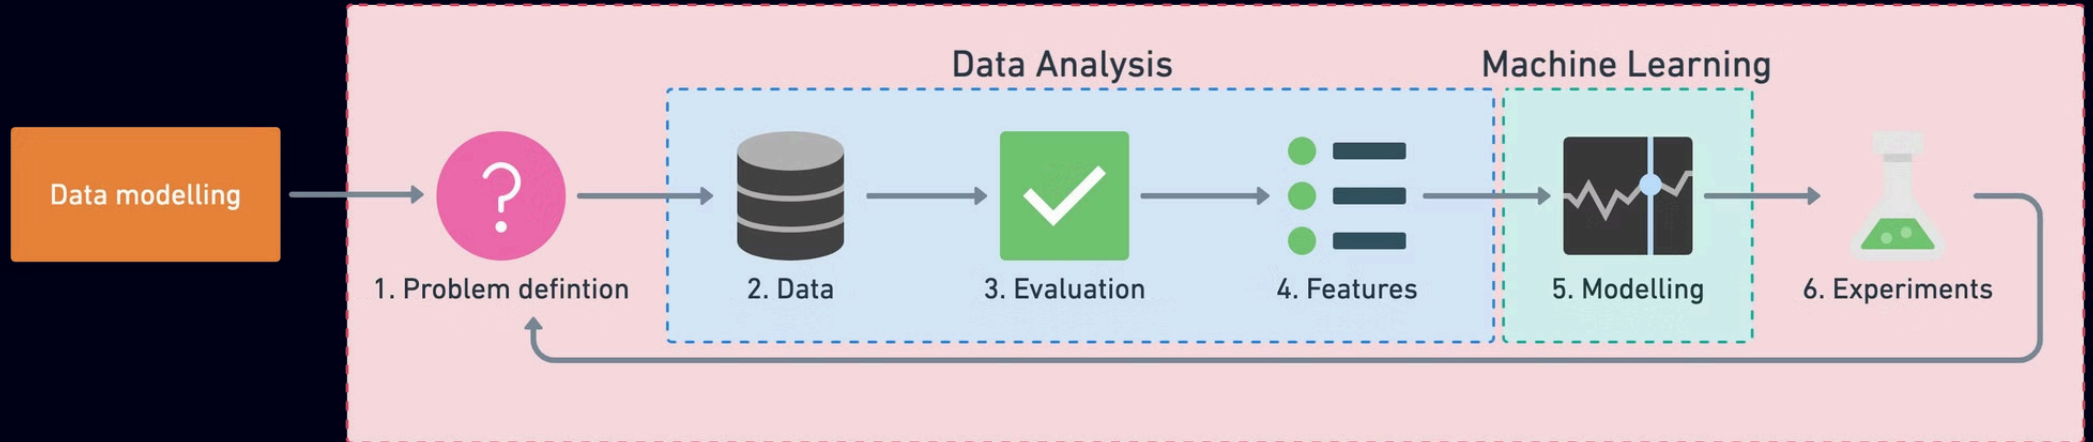 Data Analysis
Machine Learning
Data modelling
?
1. Problem defintion
2. Data
3. Evaluation
4. Features
5. Modelling
6. Experiments